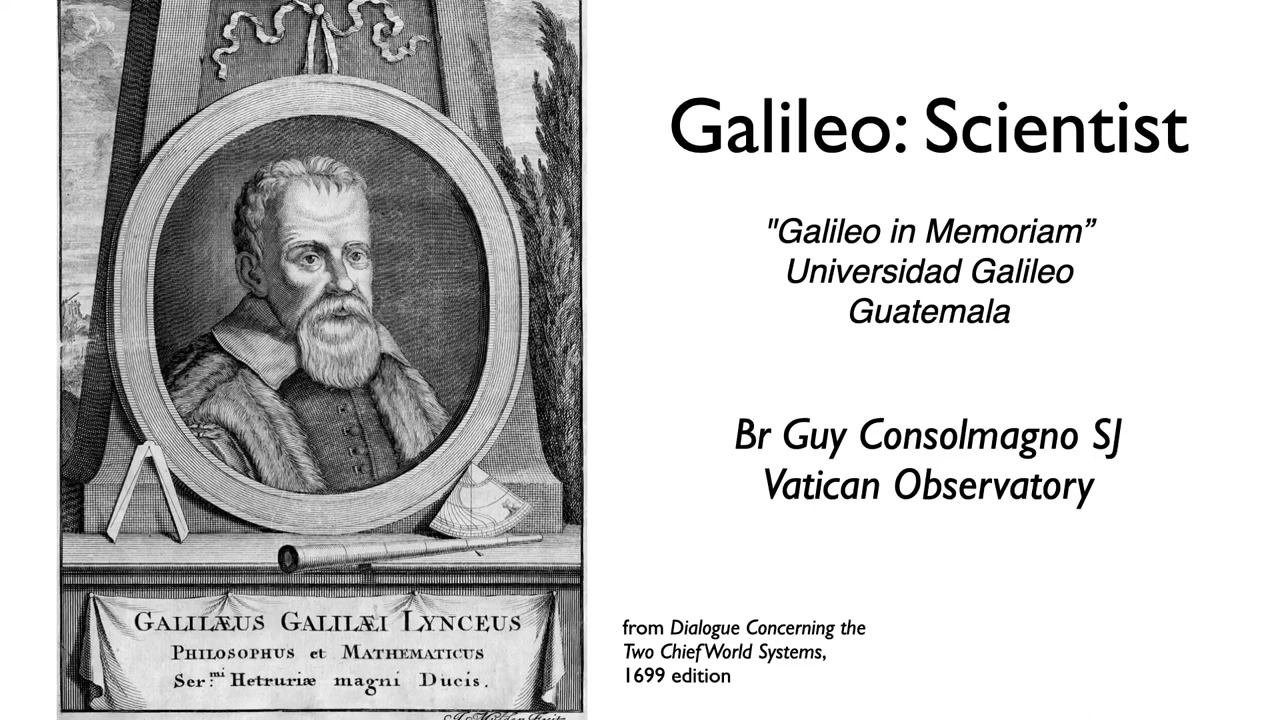 Galileo: Scientist
"Galileo in Memoriam”
Universidad Galileo
Guatemala
Br Guy Consolmagno SJ
Vatican Observatory
from Dialogue Concerning the
Two Chief World Systems,
1699 edition
GALILÆUS GALILÆI LYNCEUS
PHILOSOPHUS et MATHEMATICUS
Ser:mi Hetruriæ magni Ducis.